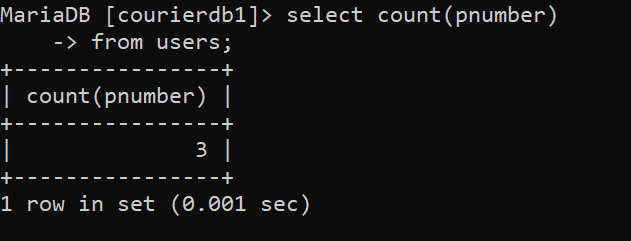 MariaDB [courierdb1]> select count(pnumber)
    -> from users;
+----------------+
| count(pnumber) |
+----------------+
|              3 |
+----------------+
1 row in set (0.001 sec)